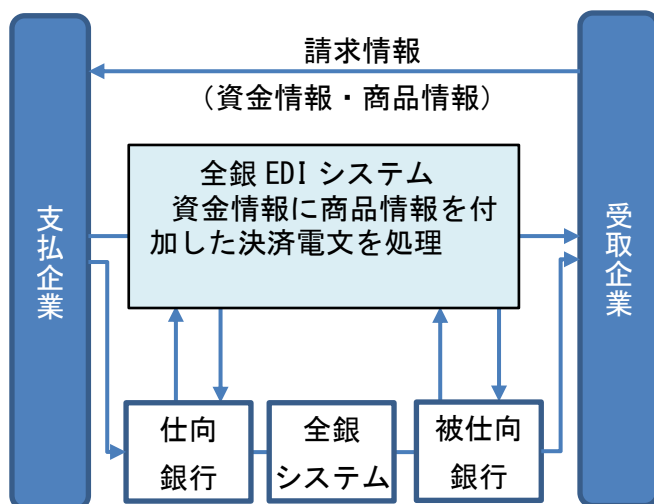 請求情報
（資金情報・商品情報）
全銀 EDI システム
資金情報に商品情報を付
加した決済電文を処理
支払企業
受取企業
仕向
銀行
全銀
システム
被仕向
銀行